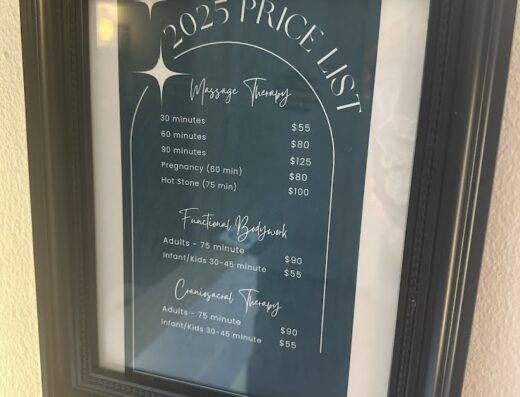 2025 PRICE LIST
Massage Therapy
30 minutes $55
60 minutes $80
90 minutes $125
Pregnancy (60 min) $80
Hot Stone (75 min) $100
Functional Bodywork
Adults - 75 minute $90
Infant/Kids 30-45 minute $55
Craniosacral Therapy
Adults - 75 minute $90
Infant/Kids 30-45 minute $55